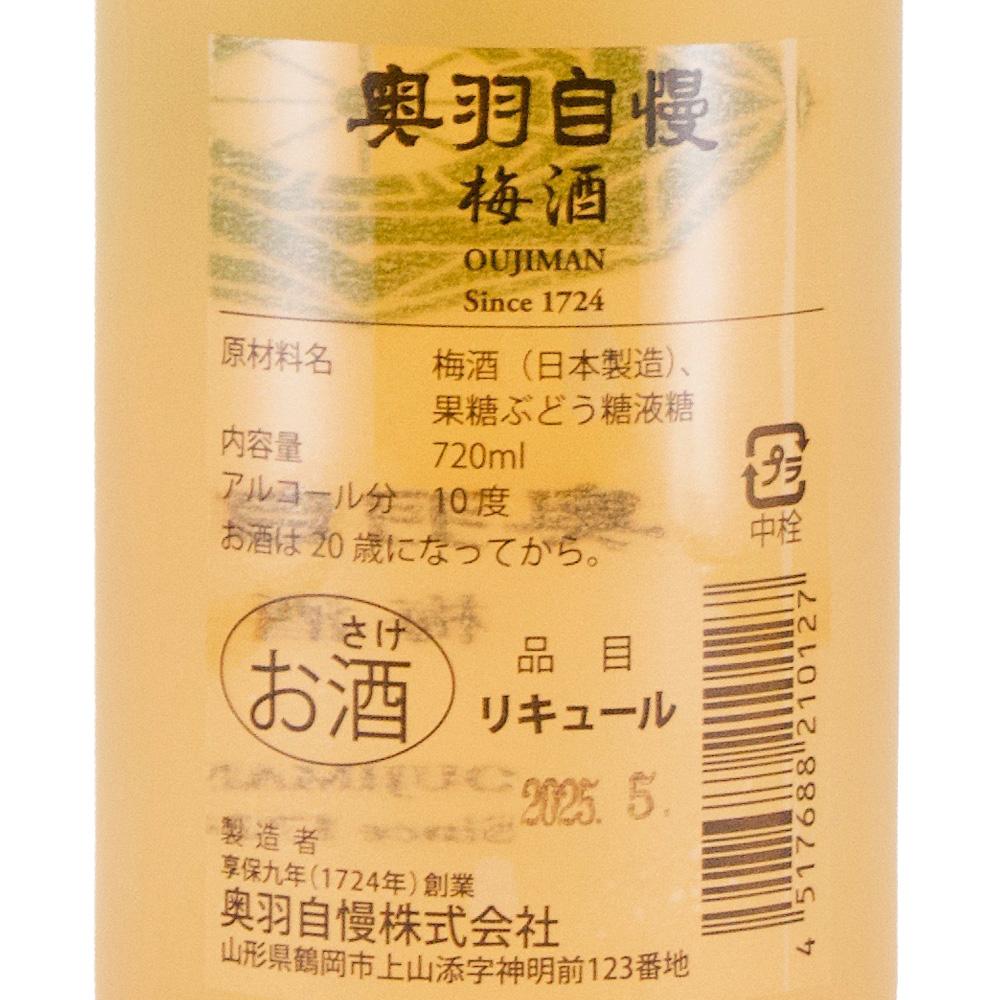 奥羽自慢
梅酒
OUJIMAN
Since 1724
原材料名 梅酒（日本製造）、
果糖ぶどう糖液糖
内容量 720ml
アルコール分 10度
お酒は20歳になってから。
プラ
中栓
さけ
お酒
品目
リキュール
2025. 5.
4517688210127
製造者
享保九年（1724年）創業
奥羽自慢株式会社
山形県鶴岡市上山添字神明前123番地